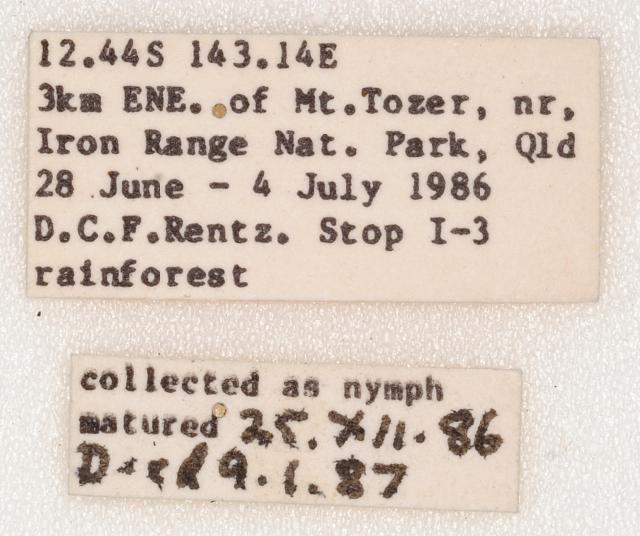 12.44S 143.14E
3km ENE. of Mt.Tozer, nr,
Iron Range Nat. Park, Qld
28 June - 4 July 1986
D.C.F.Rentz. Stop I-3
rainforest
collected as nymph
matured 25.XII.86
9.1.87